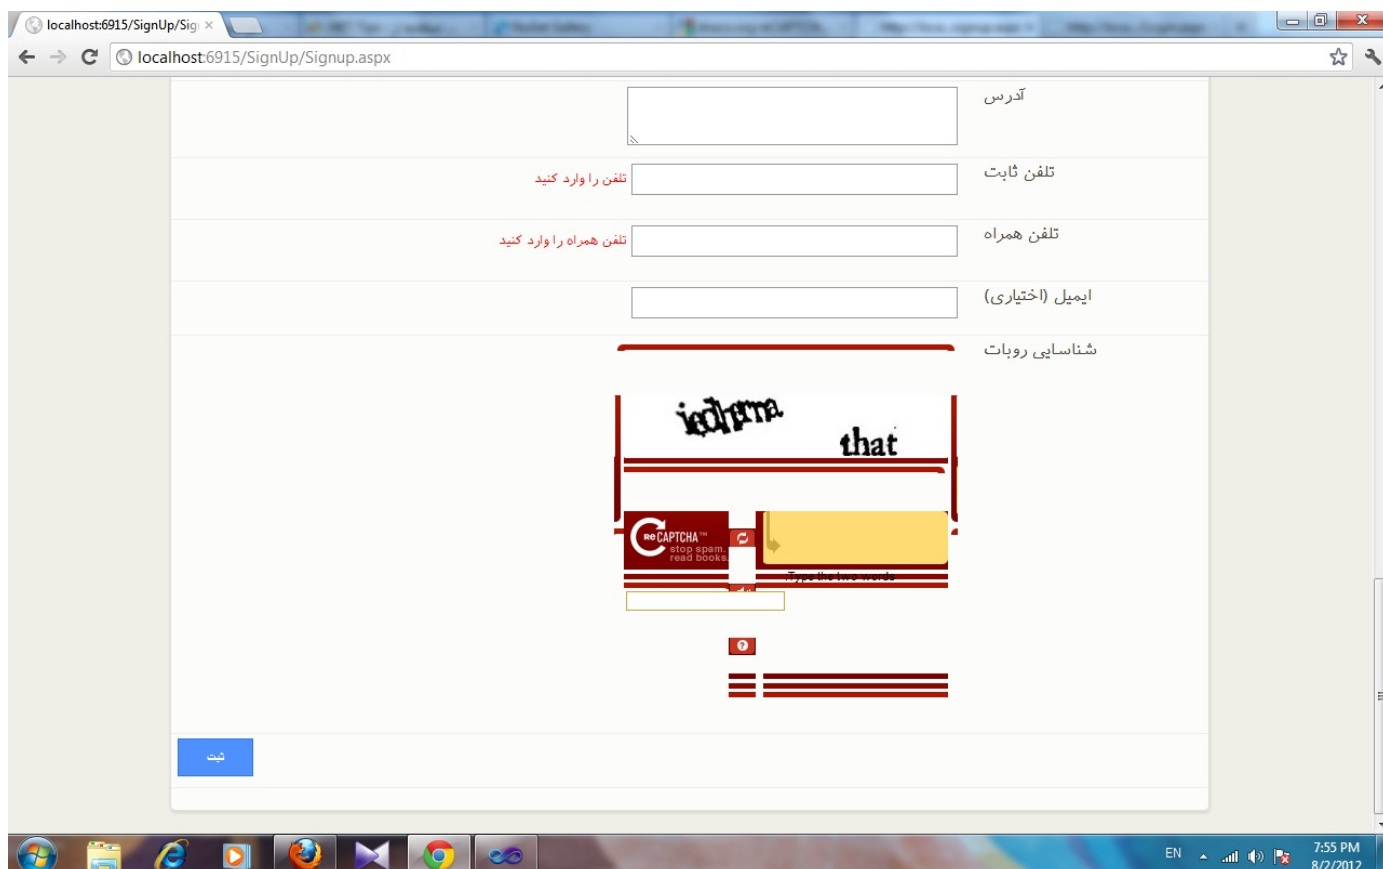 localhost:6915/SignUp/Sig
localhost:6915/SignUp/Signup.aspx
آدرس
تلفن ثابت
تلفن را وارد کنید
تلفن همراه
تلفن همراه را وارد کنید
ایمیل (اختیاری)
شناسایی روبات
that
reCAPTCHA™
stop spam.
read books.
Type the two words
ثبت
EN
7:55 PM
8/2/2012